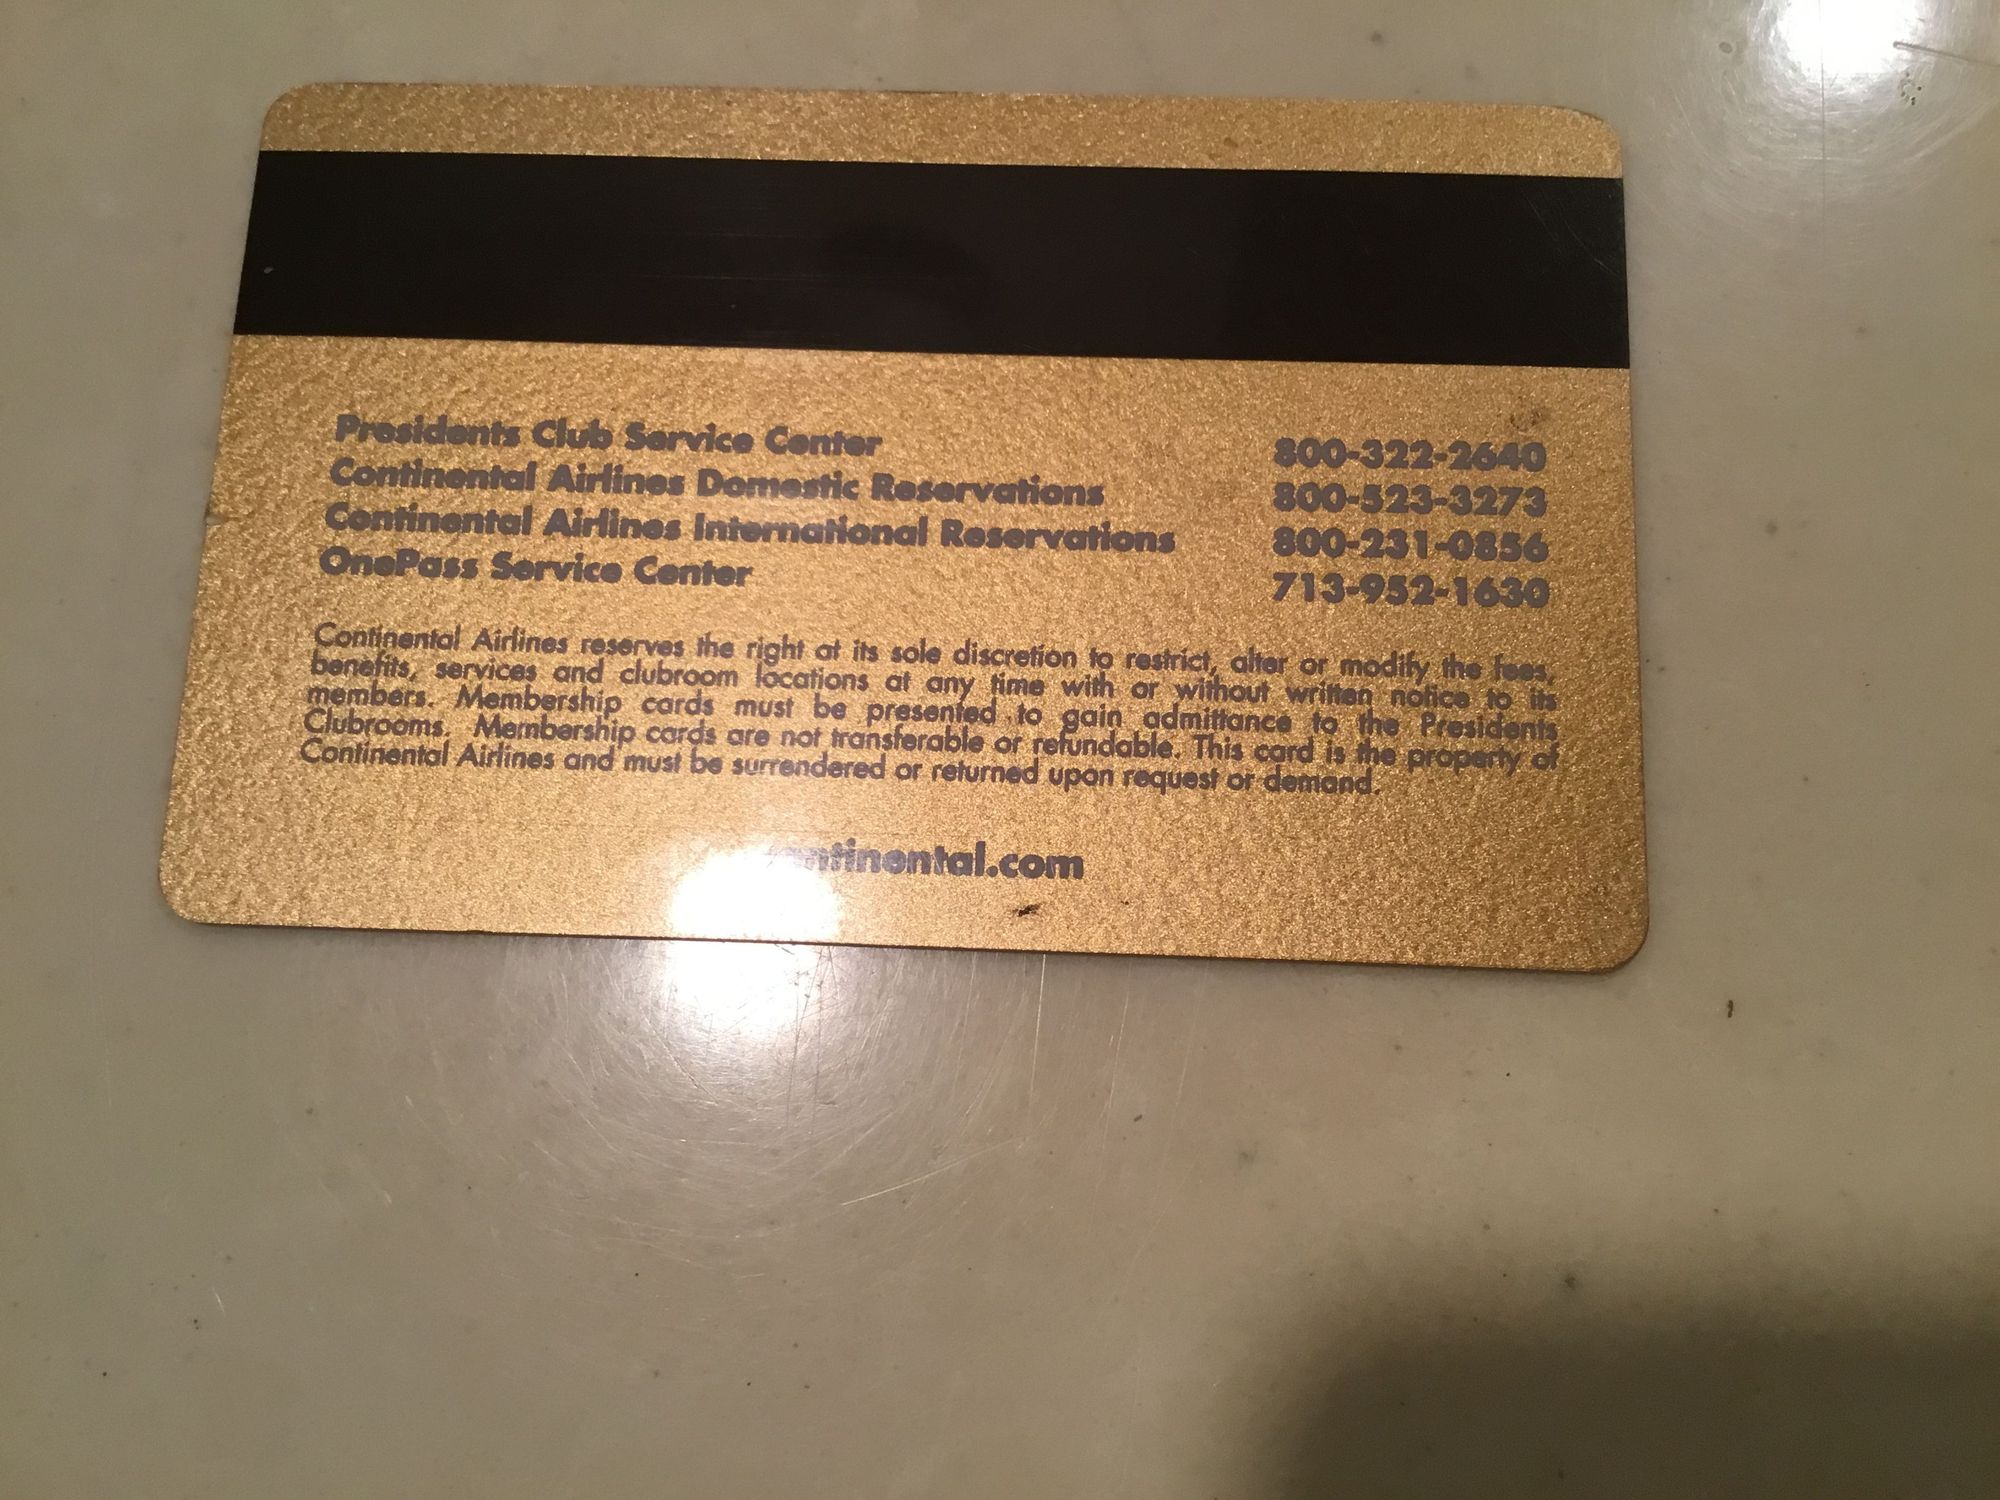 Presidents Club Service Center 800-322-2640
Continental Airlines Domestic Reservations 800-523-3273
Continental Airlines International Reservations 800-231-0856
OnePass Service Center 713-952-1630
Continental Airlines reserves the right at its sole discretion to restrict, alter or modify the fees,
benefits, services and clubroom locations at any time with or without written notice to its
members. Membership cards must be presented to gain admittance to the Presidents
Clubrooms. Membership cards are not transferable or refundable. This card is the property of
Continental Airlines and must be surrendered or returned upon request or demand.
continental.com